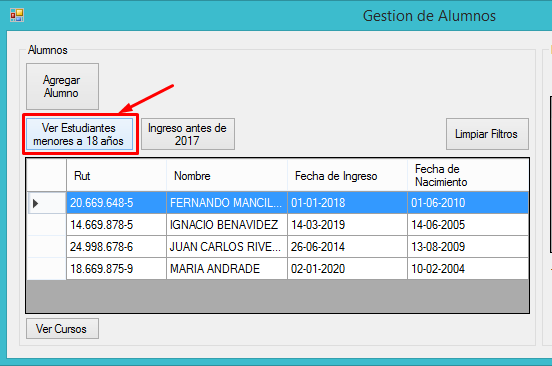 Gestion de Alumnos
Alumnos
Agregar
Alumno
Ver Estudiantes
menores a 18 años
Ingreso antes de
2017
Limpiar Filtros
Rut Nombre Fecha de Ingreso Fecha de
Nacimiento
20.669.648-5 FERNANDO MANCIL... 01-01-2018 01-06-2010
14.669.878-5 IGNACIO BENAVIDEZ 14-03-2019 14-06-2005
24.998.678-6 JUAN CARLOS RIVE... 26-06-2014 13-08-2009
18.669.875-9 MARIA ANDRADE 02-01-2020 10-02-2004
Ver Cursos